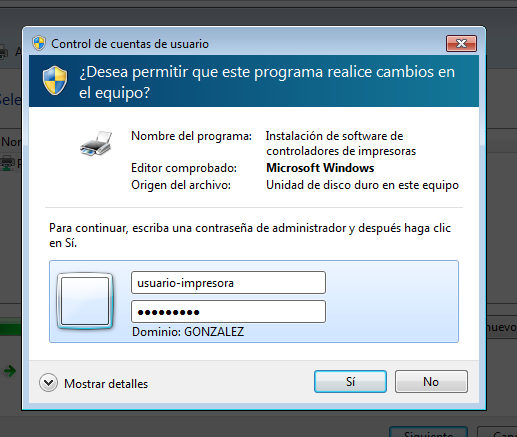 Control de cuentas de usuario
¿Desea permitir que este programa realice cambios en
el equipo?
Nombre del programa: Instalación de software de
controladores de impresoras
Editor comprobado: Microsoft Windows
Origen del archivo: Unidad de disco duro en este equipo
Para continuar, escriba una contraseña de administrador y después haga clic
en Sí.
usuario-impresora
●●●●●●●●●
Dominio: GONZALEZ
Mostrar detalles
Sí
No
nuevo
Siguiente